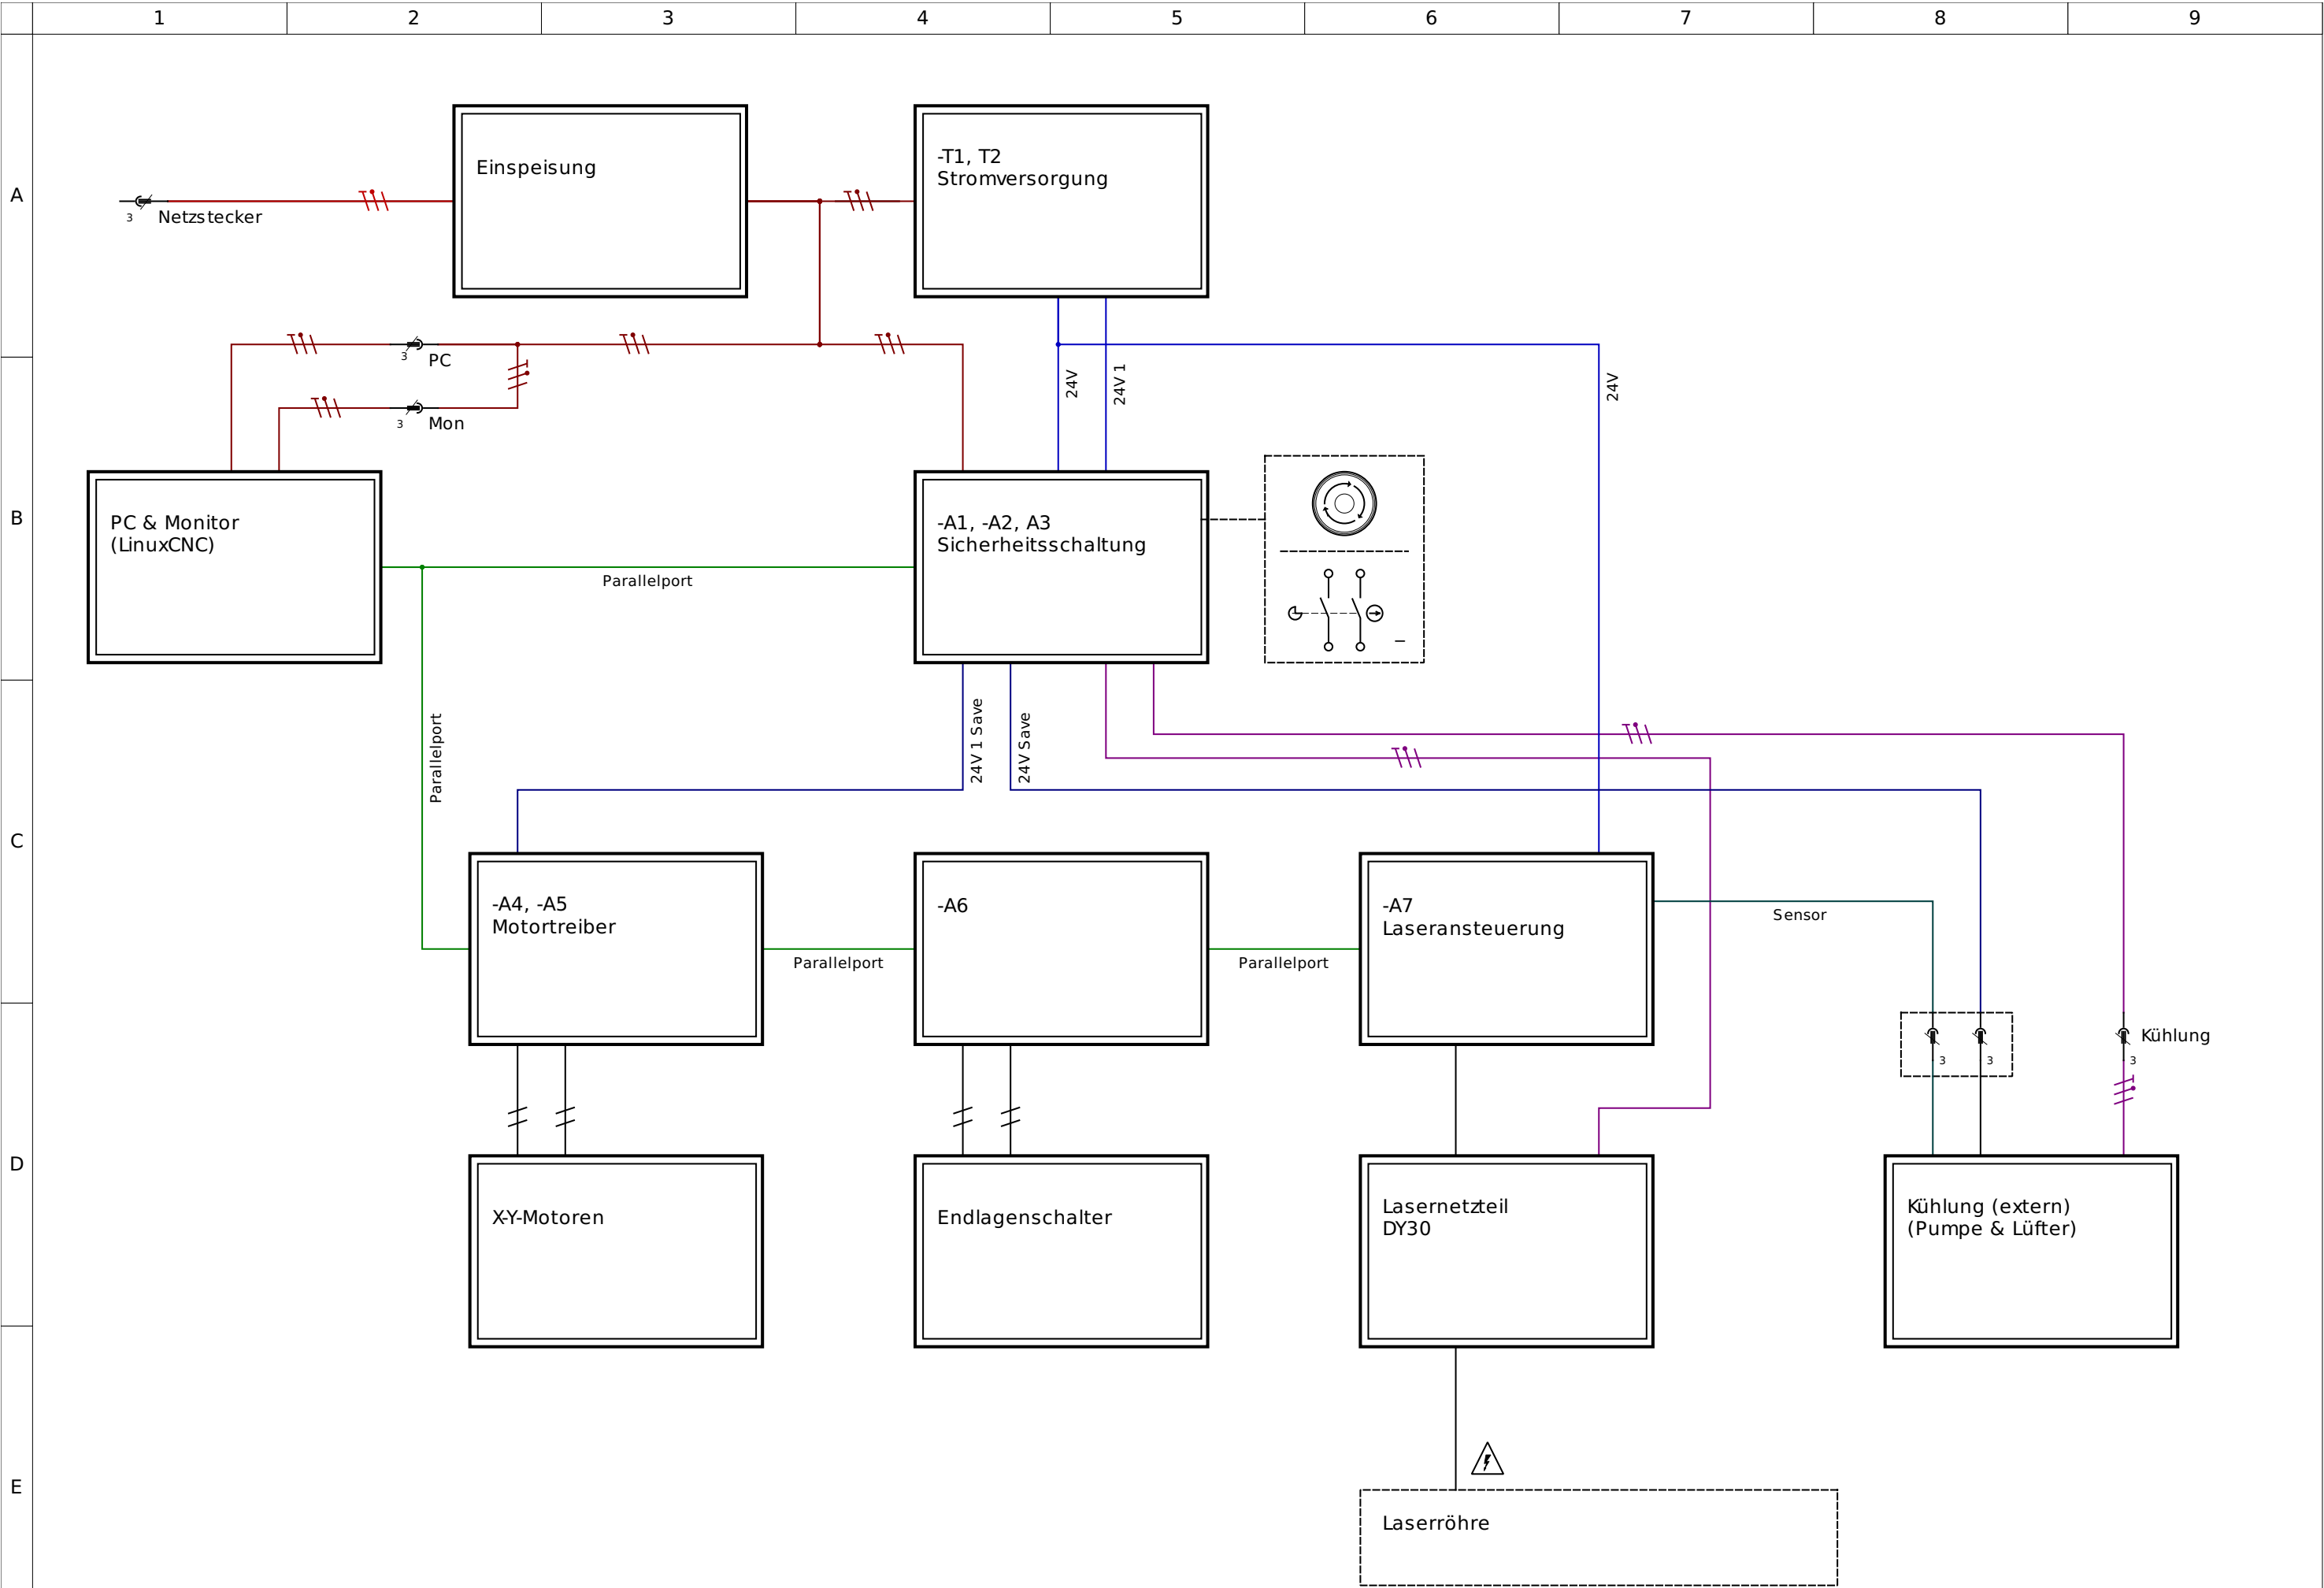 1 2 3 4 5 6 7 8 9
A
Einspeisung
-T1, T2
Stromversorgung
3 Netzstecker
3 PC
3 Mon
24V
24V 1
24V
B
PC & Monitor
(LinuxCNC)
-A1, -A2, A3
Sicherheitsschaltung
Parallelport
Parallelport
24V 1 Save
24V Save
C
-A4, -A5
Motortreiber
-A6
-A7
Laseransteuerung
Sensor
Parallelport
Parallelport
3
3
3
Kühlung
D
X-Y-Motoren
Endlagenschalter
Lasernetzteil
DY30
Kühlung (extern)
(Pumpe & Lüfter)
E
Laserröhre